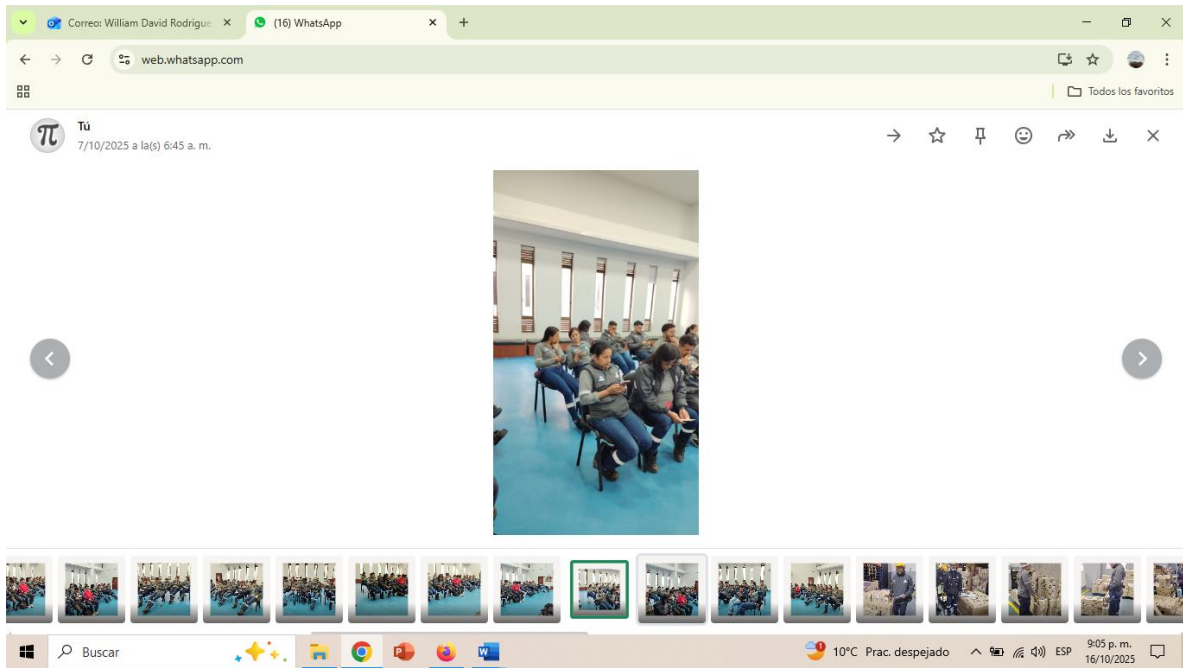 Correo: William David Rodrigue
(16) WhatsApp
web.whatsapp.com
Todos los favoritos
Tú
7/10/2025 a la(s) 6:45 a. m.
Buscar
10°C Prac. despejado
ESP
9:05 p. m.
16/10/2025